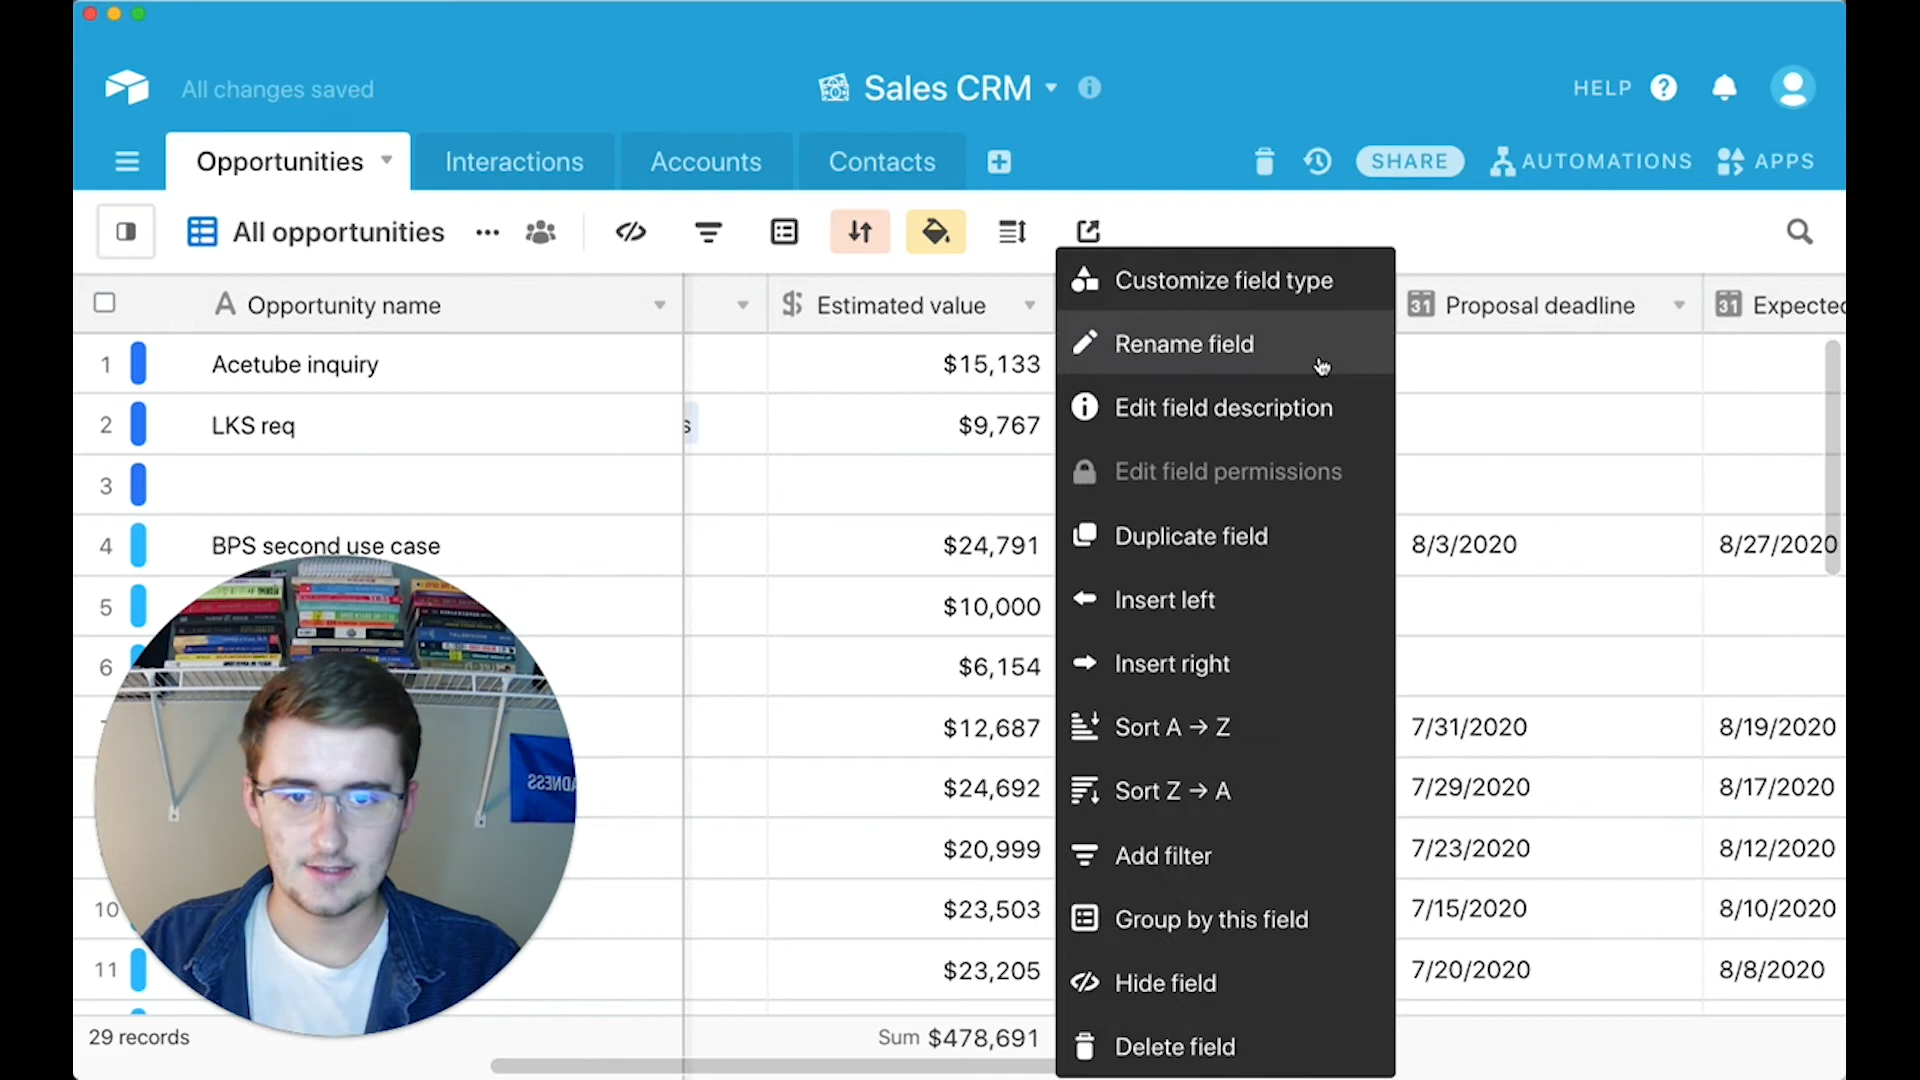 All changes saved
Sales CRM
HELP
Opportunities
Interactions
Accounts
Contacts
SHARE
AUTOMATIONS
APPS
All opportunities
Opportunity name
Estimated value
31 Proposal deadline
31 Expected
1 Acetube inquiry $15,133
2 LKS req s $9,767
3
4 BPS second use case $24,791 8/3/2020 8/27/2020
5 $10,000
6 $6,154
$12,687 7/31/2020 8/19/2020
$24,692 7/29/2020 8/17/2020
$20,999 7/23/2020 8/12/2020
10 $23,503 7/15/2020 8/10/2020
11 $23,205 7/20/2020 8/8/2020
29 records
Sum $478,691
Customize field type
Rename field
Edit field description
Edit field permissions
Duplicate field
Insert left
Insert right
Sort A → Z
Sort Z → A
Add filter
Group by this field
Hide field
Delete field
ADNESS